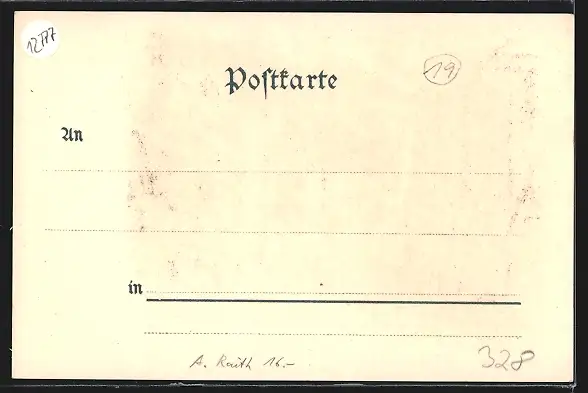 12777
19
Postkarte
An
in
A. Raith 16.-
328